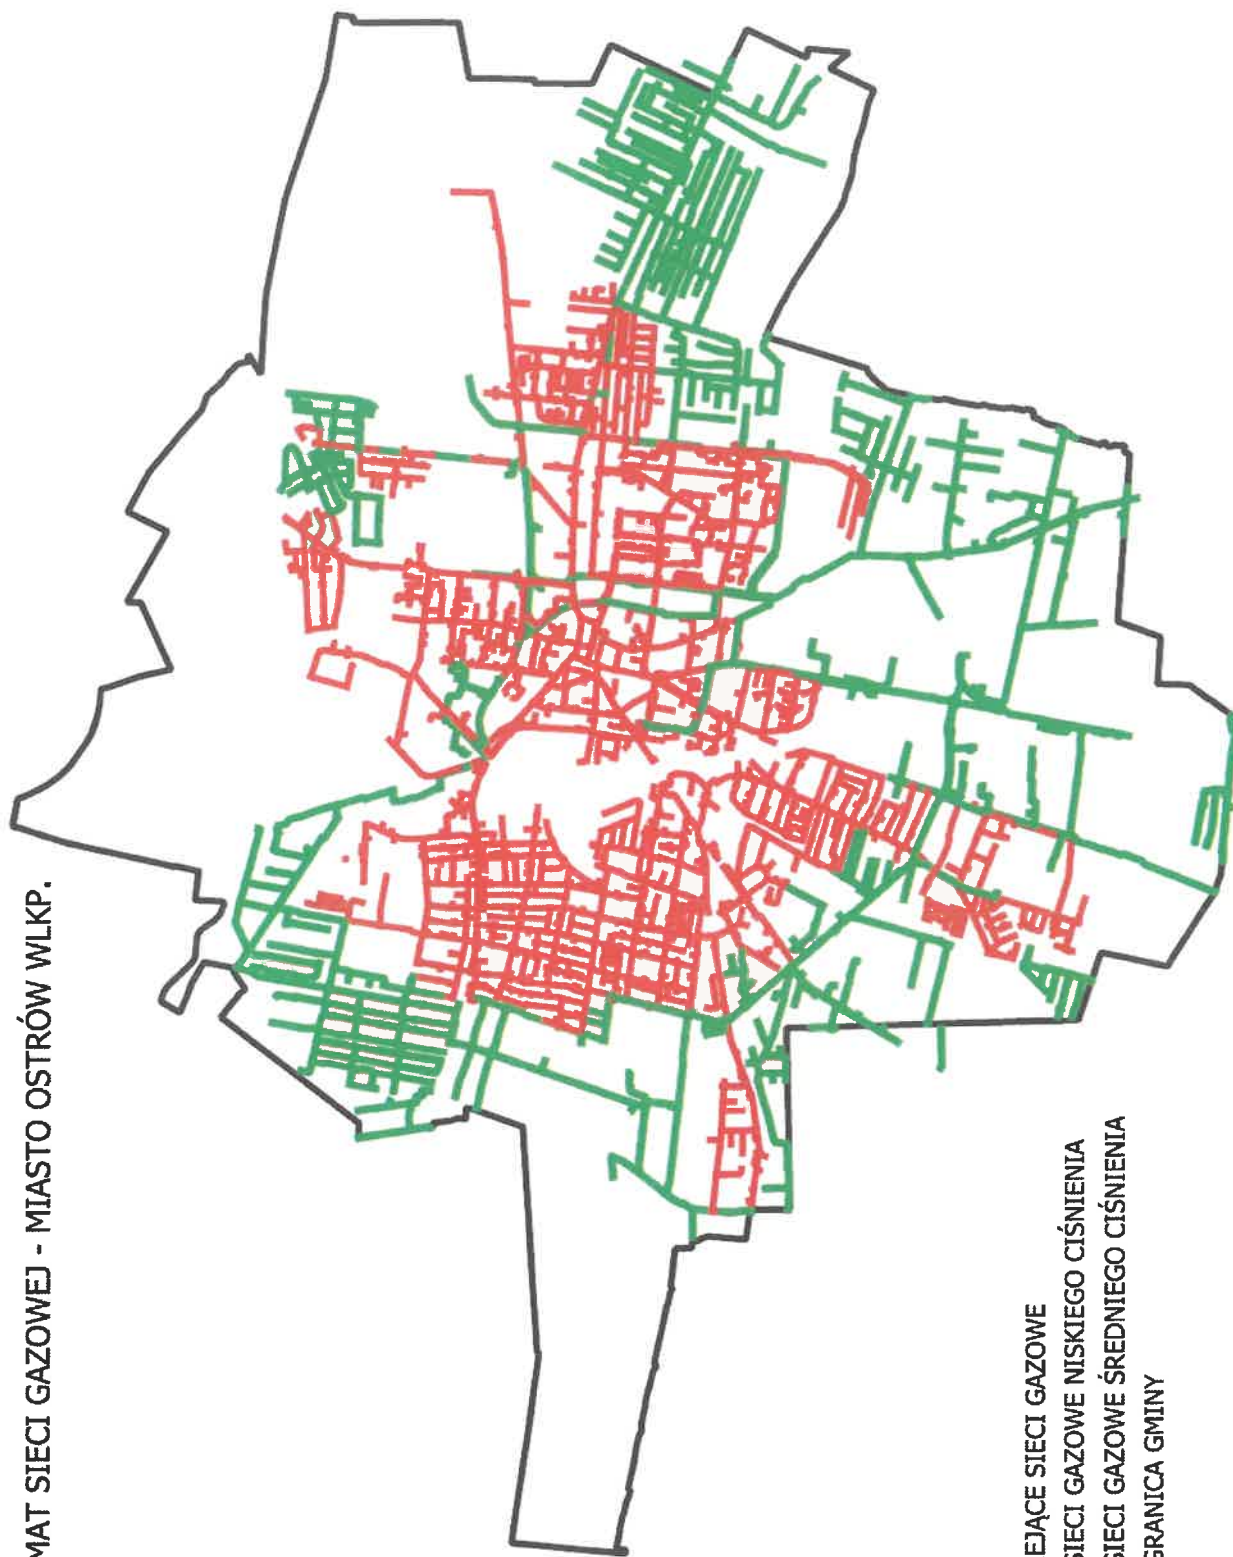 MAT SIECI GAZOWEJ - MIASTO OSTRÓW WLKP.
EJĄCE SIECI GAZOWE
SIECI GAZOWE NISKIEGO CIŚNIENIA
SIECI GAZOWE ŚREDNIEGO CIŚNIENIA
GRANICA GMINY